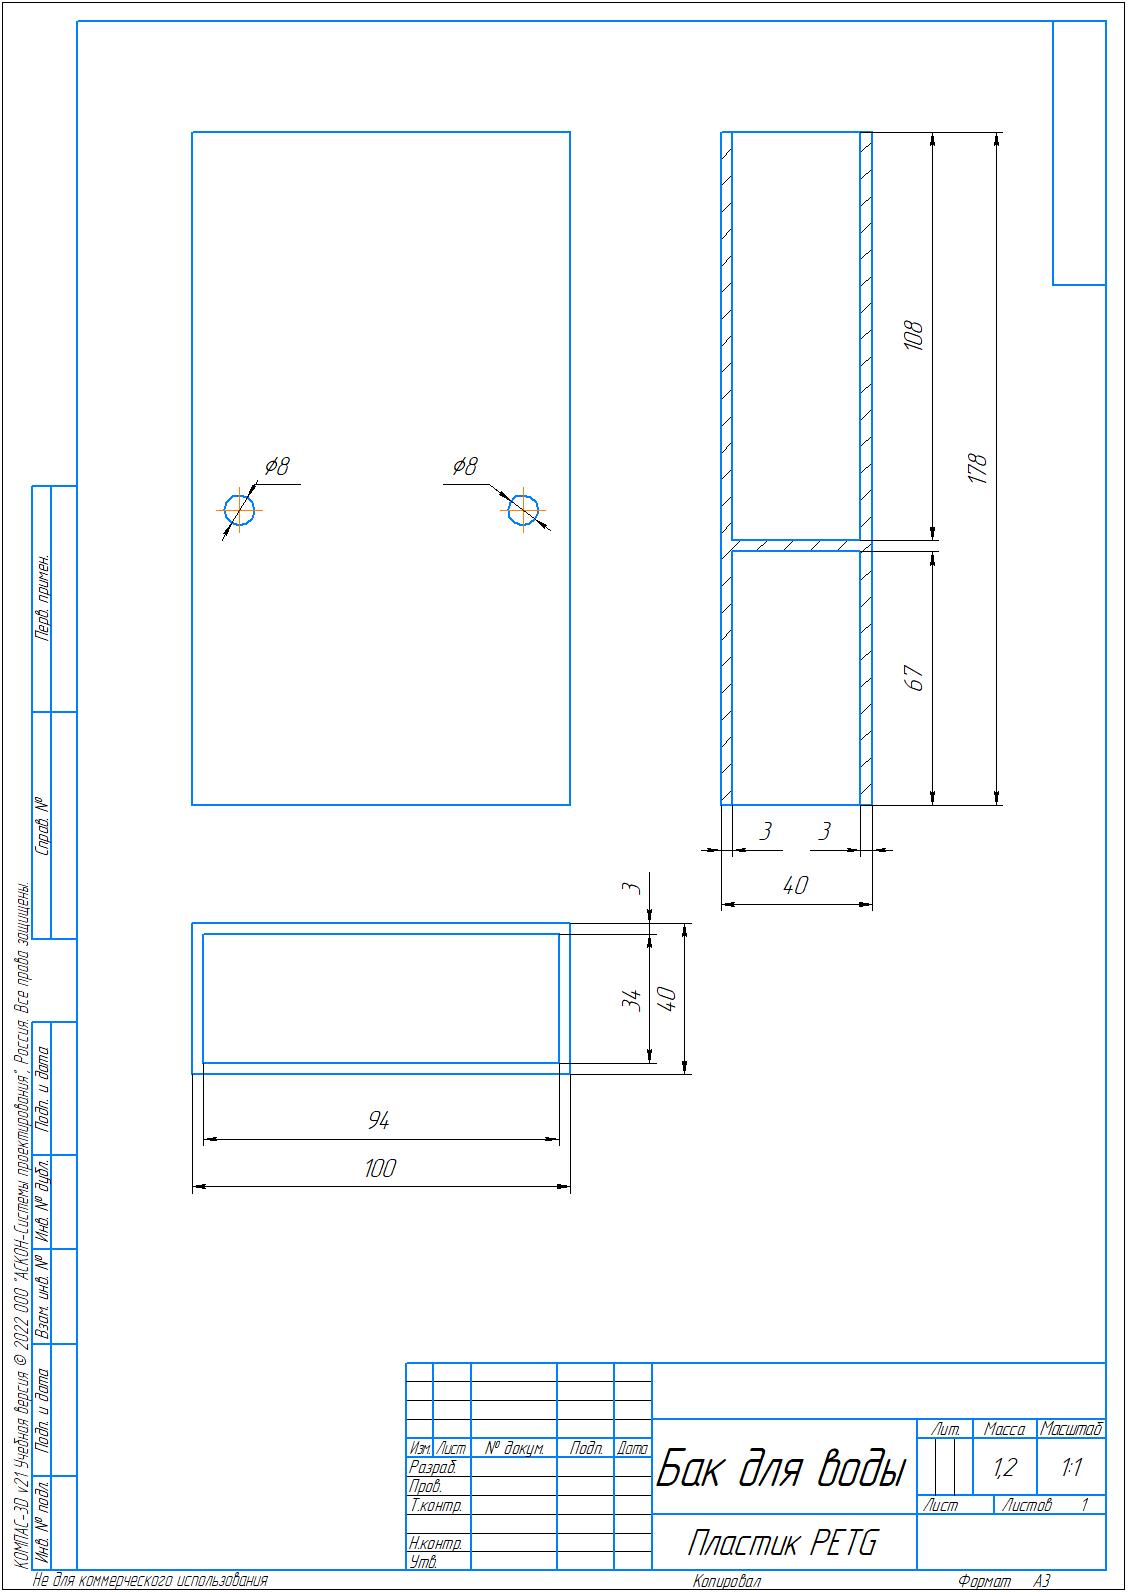 ⌀8
⌀8
108
178
67
3
3
40
3
34
40
94
100
Перв. примен.
Справ. №
Подп. и дата
Инв. № дубл.
Взам. инв. №
Подп. и дата
Инв. № подл.
КОМПАС-3D v21 Учебная версия © 2022 ООО "АСКОН-Системы проектирования", Россия. Все права защищены.
Изм. Лист № докум. Подп. Дата
Разраб.
Пров.
Т.контр.
Н.контр.
Утв.
Бак для воды
Пластик PETG
Лит. Масса Масштаб
1,2 1:1
Лист Листов 1
Не для коммерческого использования
Копировал
Формат А3